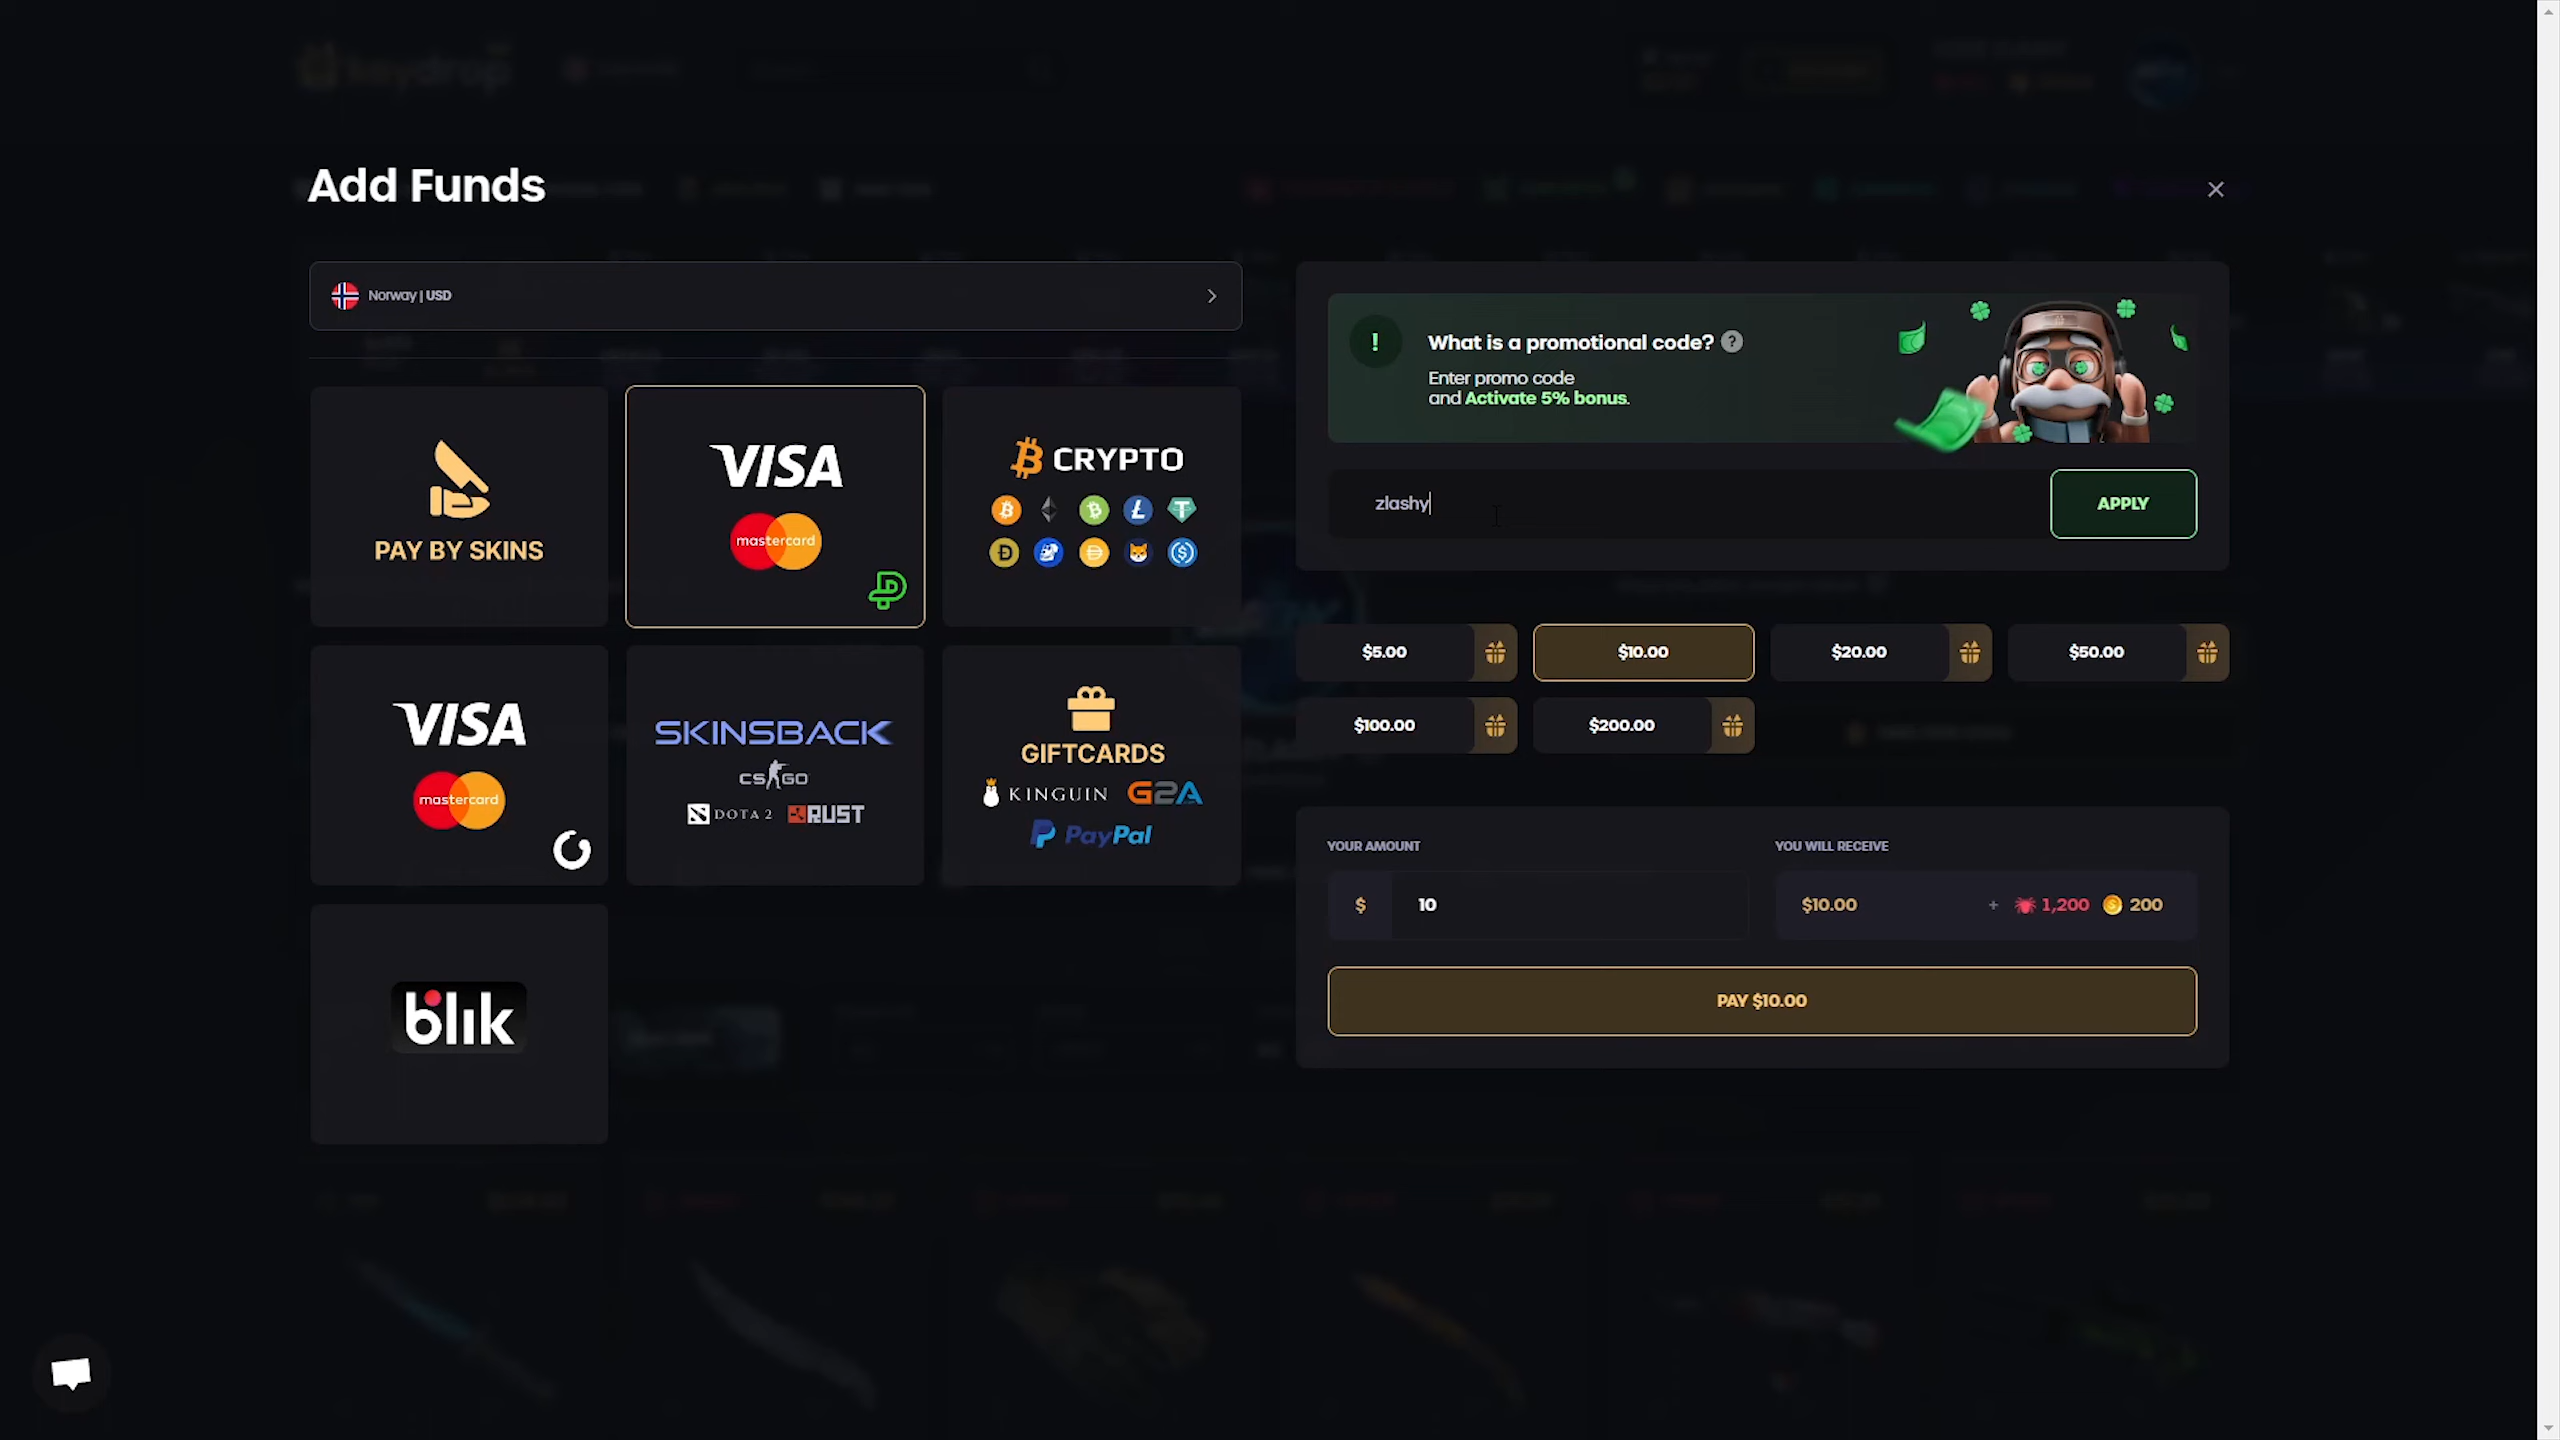 keydrop
Add Funds
Norway | USD
PAY BY SKINS
VISA
mastercard
CRYPTO
VISA
mastercard
SKINSBACK
CS GO
DOTA 2 RUST
GIFTCARDS
KINGUIN G2A
PayPal
blik
What is a promotional code? ?
Enter promo code
and Activate 5% bonus.
zlashy
APPLY
$5.00
$10.00
$20.00
$50.00
$100.00
$200.00
YOUR AMOUNT
YOU WILL RECEIVE
$ 10
$10.00 + 1,200 200
PAY $10.00